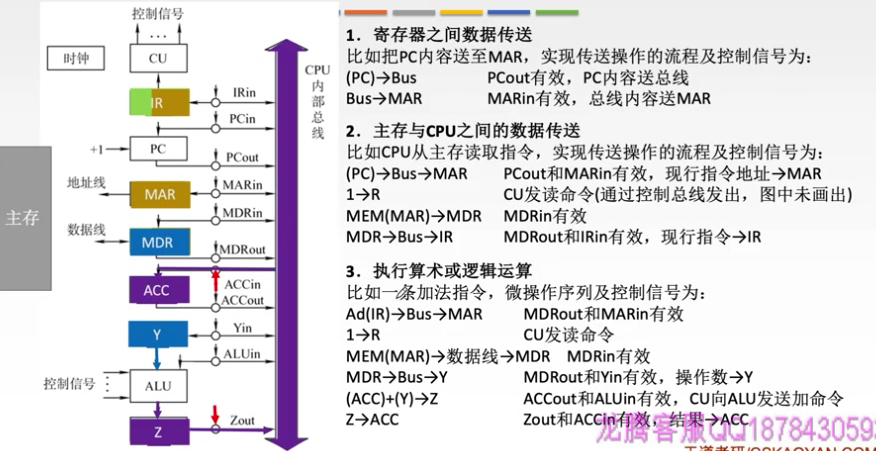 控制信号
…
时钟
CU
IR
IRin
PCin
+1
PC
PCout
地址线
MAR
MARin
MDRin
数据线
MDR
MDRout
ACC
ACCin
ACCout
Y
Yin
ALUin
控制信号
ALU
Zout
Z
主存
CPU
内
部
总
线
1. 寄存器之间数据传送
比如把PC内容送至MAR，实现传送操作的流程及控制信号为：
(PC)→Bus PCout有效，PC内容送总线
Bus→MAR MARin有效，总线内容送MAR
2. 主存与CPU之间的数据传送
比如CPU从主存读取指令，实现传送操作的流程及控制信号为：
(PC)→Bus→MAR PCout和MARin有效，现行指令地址→MAR
1→R CU发读命令(通过控制总线发出，图中未画出)
MEM(MAR)→MDR MDRin有效
MDR→Bus→IR MDRout和IRin有效，现行指令→IR
3. 执行算术或逻辑运算
比如一条加法指令，微操作序列及控制信号为：
Ad(IR)→Bus→MAR MDRout和MARin有效
1→R CU发读命令
MEM(MAR)→数据线→MDR MDRin有效
MDR→Bus→Y MDRout和Yin有效，操作数→Y
(ACC)+(Y)→Z ACCout和ALUin有效，CU向ALU发送加命令
Z→ACC Zout和ACCin有效，结果→ACC
龙腾客服QQ1878430593
王道考研/CSKAOYAN.COM